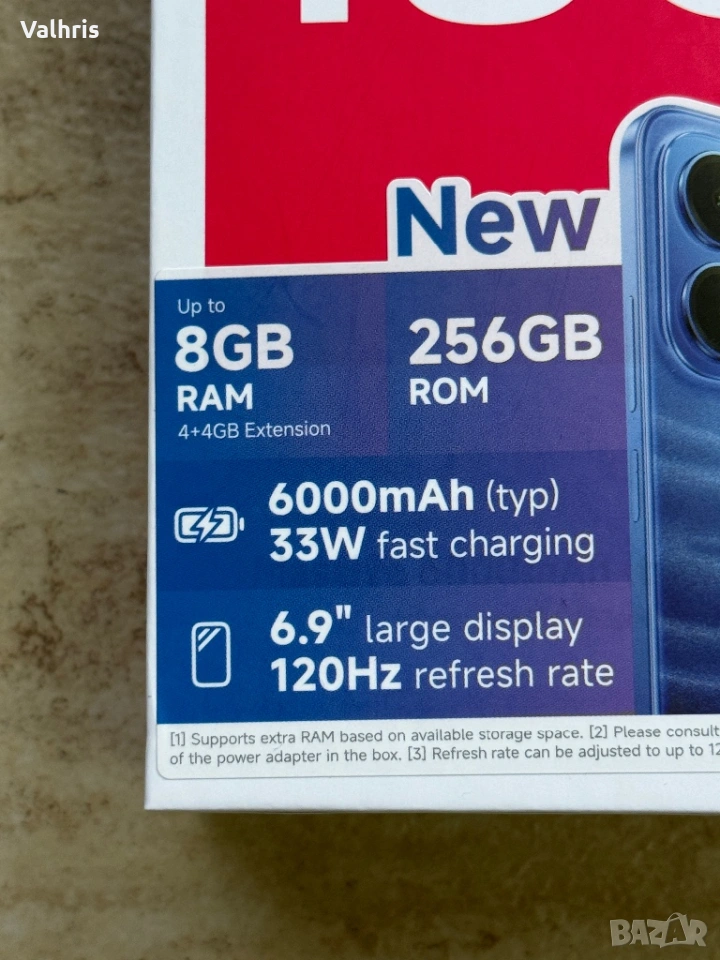 Valhris
New
Up to
8GB
RAM
4+4GB Extension
256GB
ROM
6000mAh (typ)
33W fast charging
6.9" large display
120Hz refresh rate
[1] Supports extra RAM based on available storage space. [2] Please consult
of the power adapter in the box. [3] Refresh rate can be adjusted to up to 12
BAZAR